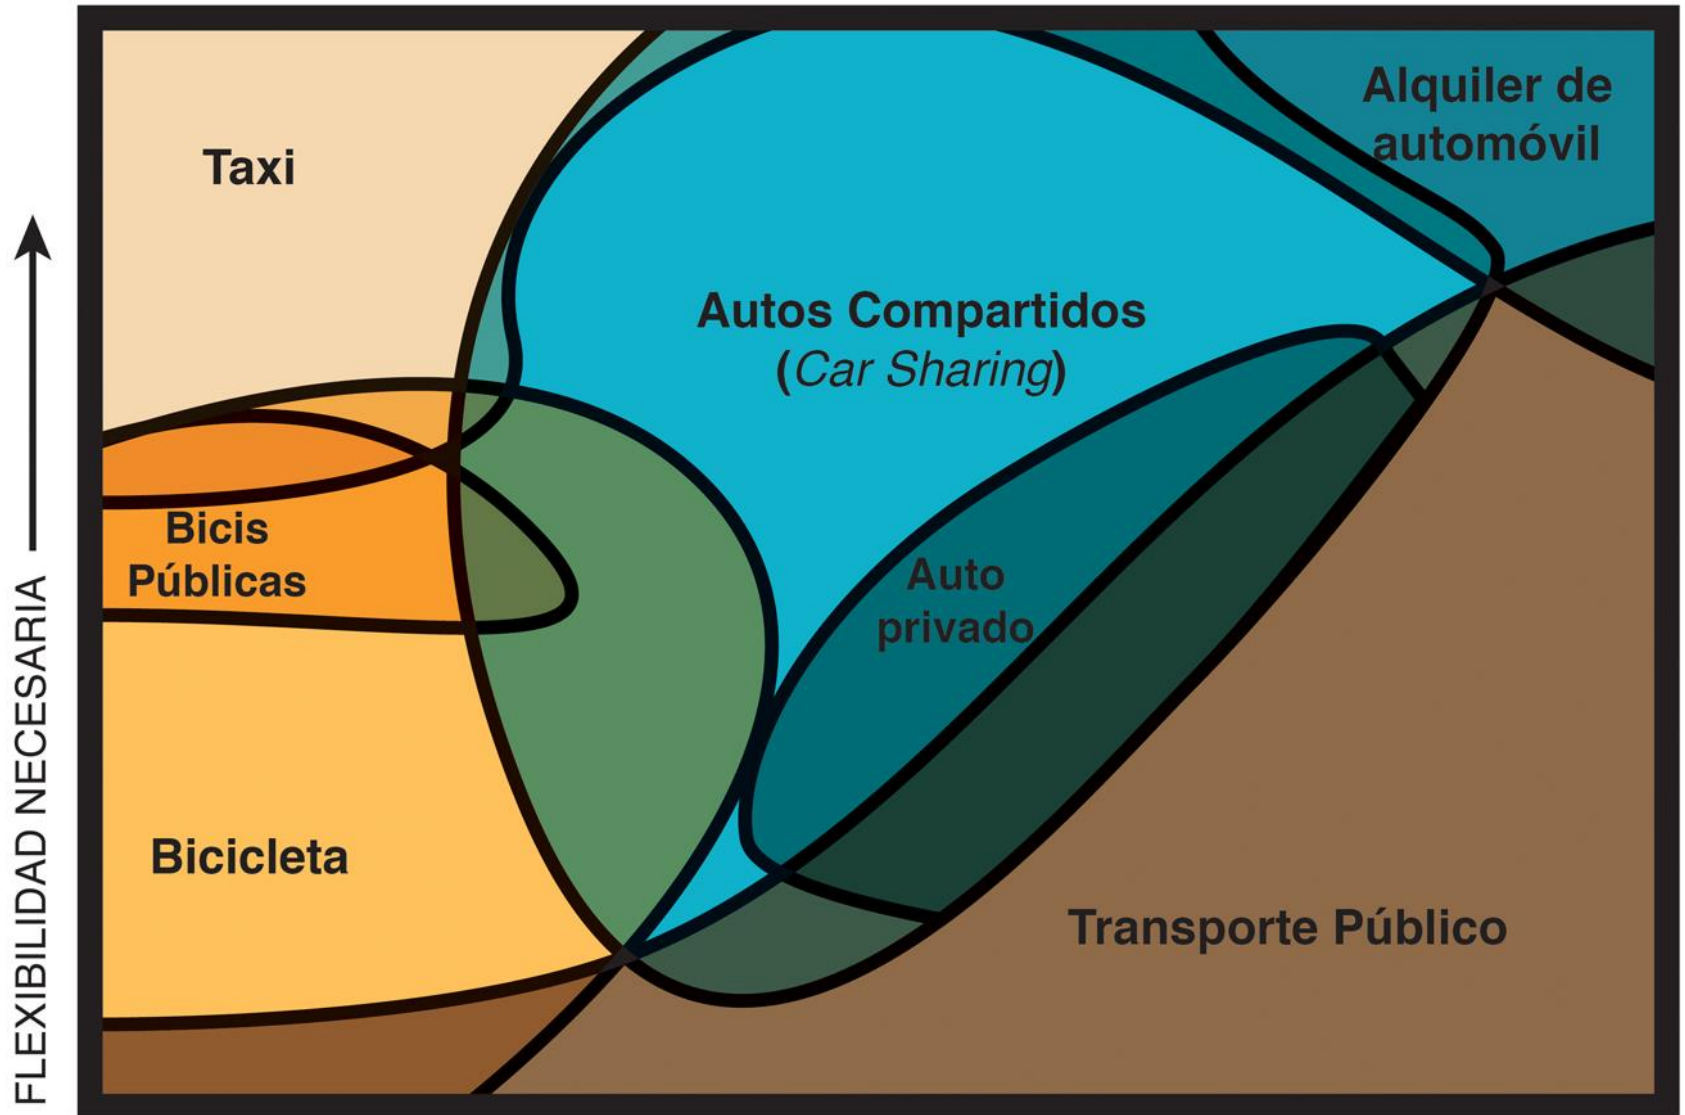 Taxi
Alquiler de
automóvil
Autos Compartidos
(Car Sharing)
Bicis
Públicas
Auto
privado
Bicicleta
Transporte Público
FLEXIBILIDAD NECESARIA